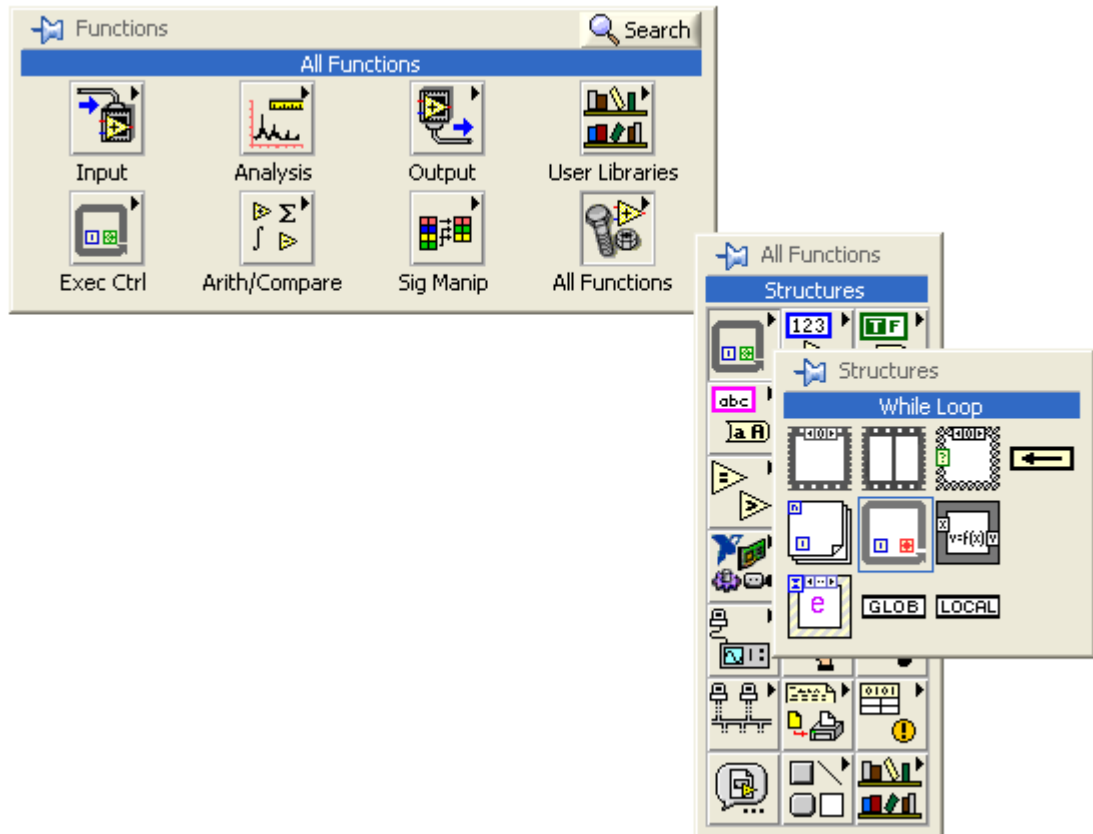 Functions
Search
All Functions
Input
Analysis
Output
User Libraries
Exec Ctrl
Arith/Compare
Sig Manip
All Functions
All Functions
Structures
123
T F
abc
a A
Structures
While Loop
v=f(x)
e
GLOB
LOCAL
0101